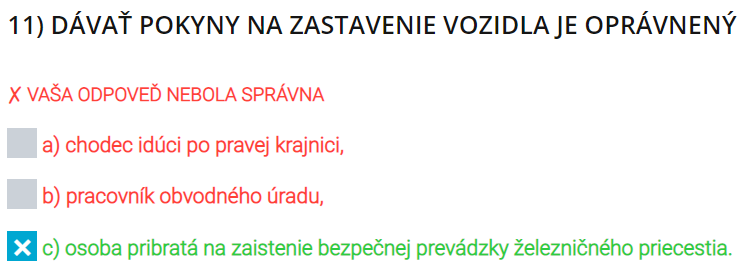 11) DÁVAŤ POKYNY NA ZASTAVENIE VOZIDLA JE OPRÁVNENÝ
✗ VAŠA ODPOVEĎ NEBOLA SPRÁVNA
a) chodec idúci po pravej krajnici,
b) pracovník obvodného úradu,
c) osoba pribratá na zaistenie bezpečnej prevádzky železničného priecestia.